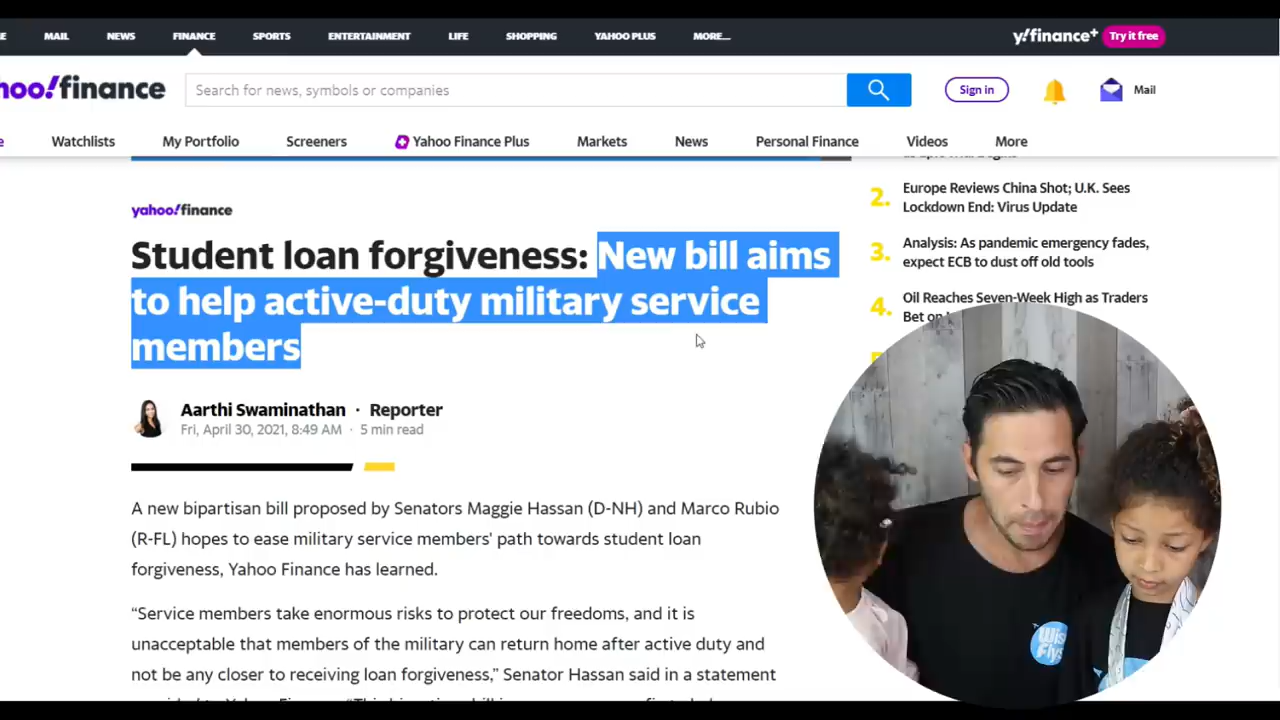 MAIL NEWS FINANCE SPORTS ENTERTAINMENT LIFE SHOPPING YAHOO PLUS MORE... y!finance+ Try it free
hoo!finance Search for news, symbols or companies Sign in Mail
Watchlists My Portfolio Screeners Yahoo Finance Plus Markets News Personal Finance Videos More
yahoo!finance
Student loan forgiveness: New bill aims
to help active-duty military service
members
Aarthi Swaminathan · Reporter
Fri, April 30, 2021, 8:49 AM · 5 min read
A new bipartisan bill proposed by Senators Maggie Hassan (D-NH) and Marco Rubio
(R-FL) hopes to ease military service members' path towards student loan
forgiveness, Yahoo Finance has learned.
“Service members take enormous risks to protect our freedoms, and it is
unacceptable that members of the military can return home after active duty and
not be any closer to receiving loan forgiveness,” Senator Hassan said in a statement
2. Europe Reviews China Shot; U.K. Sees
Lockdown End: Virus Update
3. Analysis: As pandemic emergency fades,
expect ECB to dust off old tools
4. Oil Reaches Seven-Week High as Traders
Bet on